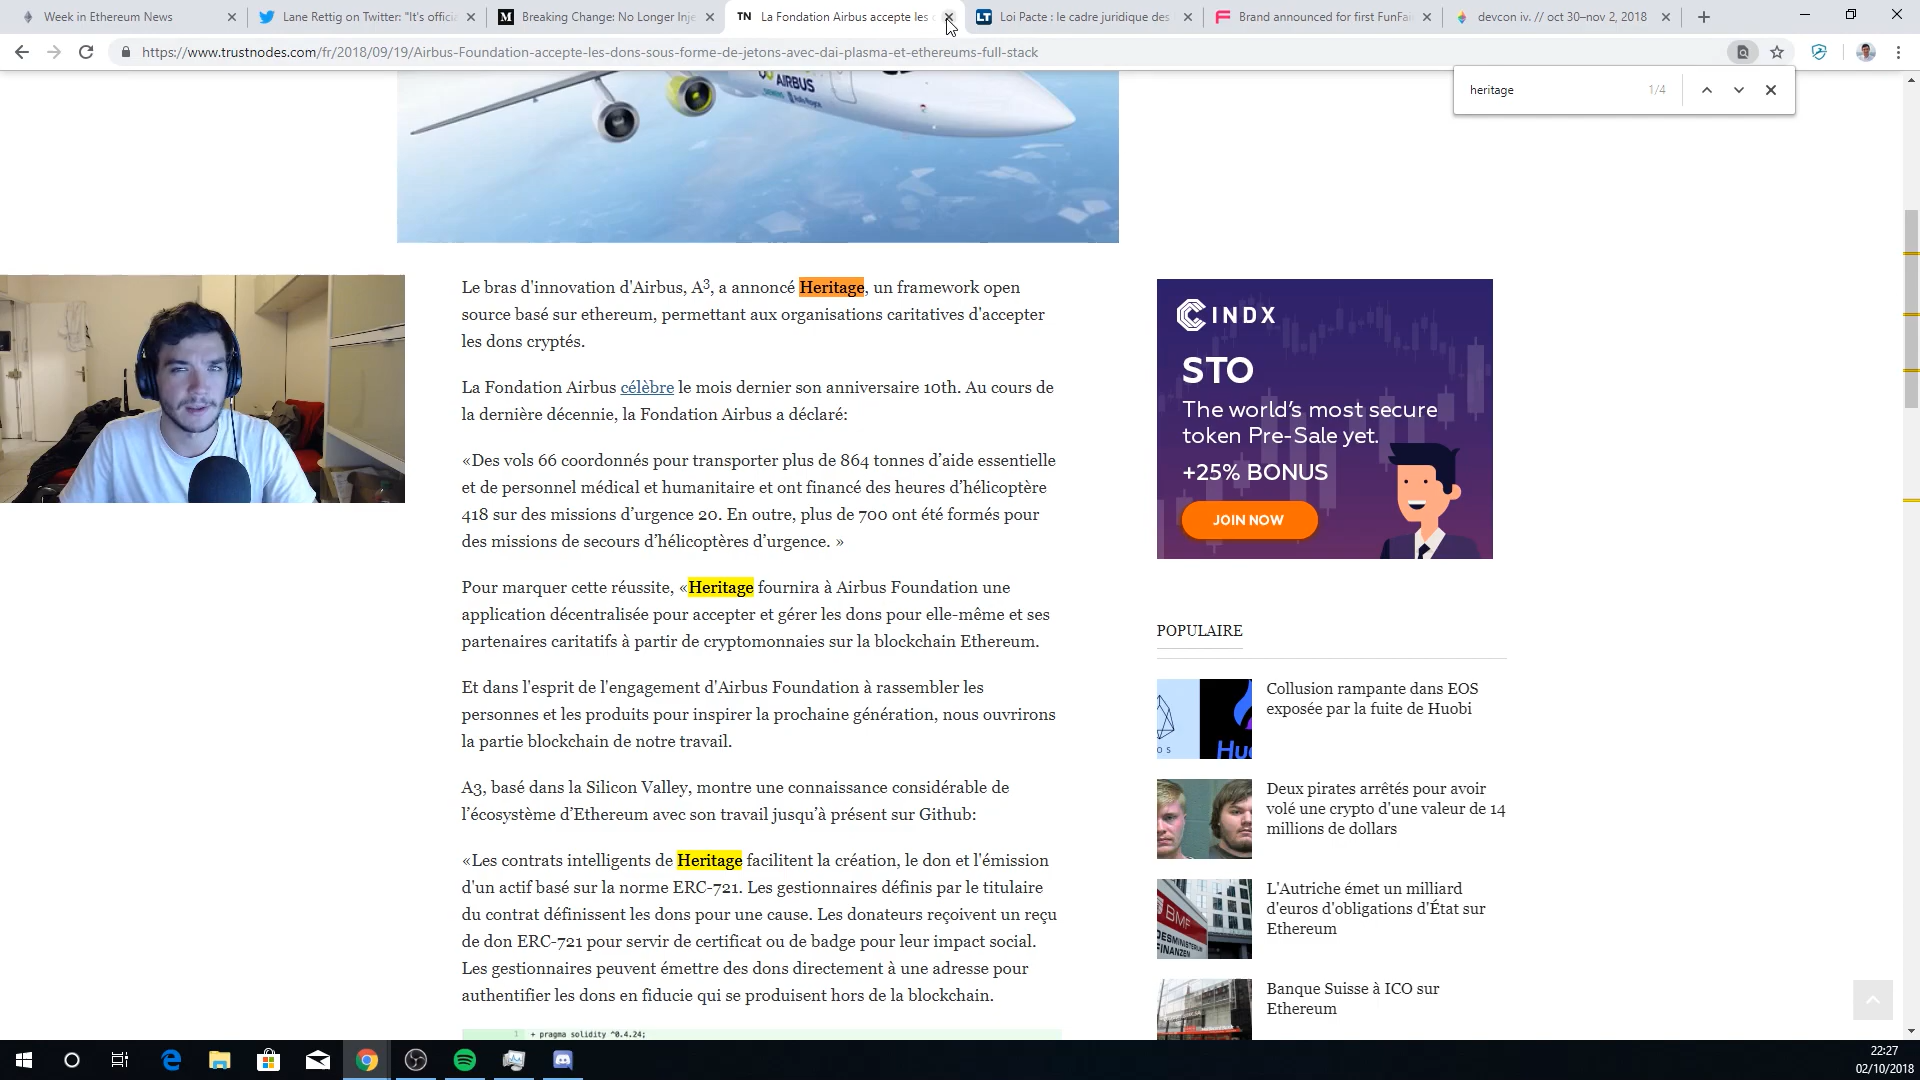 Week in Ethereum News
Lane Rettig on Twitter: "It's offici
Breaking Change: No Longer Inje
TN La Fondation Airbus accepte les
LT Loi Pacte : le cadre juridique des
Brand announced for first FunFai
devcon iv. // oct 30–nov 2, 2018
https://www.trustnodes.com/fr/2018/09/19/Airbus-Foundation-accepte-les-dons-sous-forme-de-jetons-avec-dai-plasma-et-ethereums-full-stack
heritage 1/4
AIRBUS
Le bras d'innovation d'Airbus, A³, a annoncé Heritage, un framework open
source basé sur ethereum, permettant aux organisations caritatives d'accepter
les dons cryptés.
La Fondation Airbus célèbre le mois dernier son anniversaire 10th. Au cours de
la dernière décennie, la Fondation Airbus a déclaré:
«Des vols 66 coordonnés pour transporter plus de 864 tonnes d’aide essentielle
et de personnel médical et humanitaire et ont financé des heures d’hélicoptère
418 sur des missions d’urgence 20. En outre, plus de 700 ont été formés pour
des missions de secours d’hélicoptères d’urgence. »
Pour marquer cette réussite, «Heritage fournira à Airbus Foundation une
application décentralisée pour accepter et gérer les dons pour elle-même et ses
partenaires caritatifs à partir de cryptomonnaies sur la blockchain Ethereum.
Et dans l'esprit de l'engagement d'Airbus Foundation à rassembler les
personnes et les produits pour inspirer la prochaine génération, nous ouvrirons
la partie blockchain de notre travail.
A3, basé dans la Silicon Valley, montre une connaissance considérable de
l’écosystème d’Ethereum avec son travail jusqu’à présent sur Github:
«Les contrats intelligents de Heritage facilitent la création, le don et l'émission
d'un actif basé sur la norme ERC-721. Les gestionnaires définis par le titulaire
du contrat définissent les dons pour une cause. Les donateurs reçoivent un reçu
de don ERC-721 pour servir de certificat ou de badge pour leur impact social.
Les gestionnaires peuvent émettre des dons directement à une adresse pour
authentifier les dons en fiducie qui se produisent hors de la blockchain.
1 + pragma solidity ^0.4.24;
INDX
STO
The world’s most secure
token Pre-Sale yet.
+25% BONUS
JOIN NOW
POPULAIRE
Collusion rampante dans EOS
exposée par la fuite de Huobi
Deux pirates arrêtés pour avoir
volé une crypto d'une valeur de 14
millions de dollars
L'Autriche émet un milliard
d'euros d'obligations d'État sur
Ethereum
Banque Suisse à ICO sur
Ethereum
22:27
02/10/2018